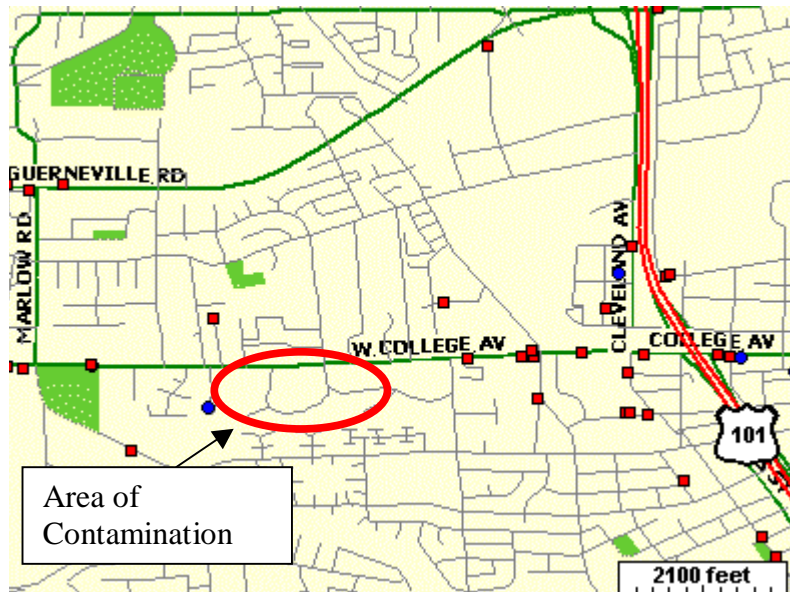 GUERNEVILLE RD
MARLOW RD
CLEVELAND AV
W. COLLEGE AV
COLLEGE AV
101
Area of
Contamination
2100 feet